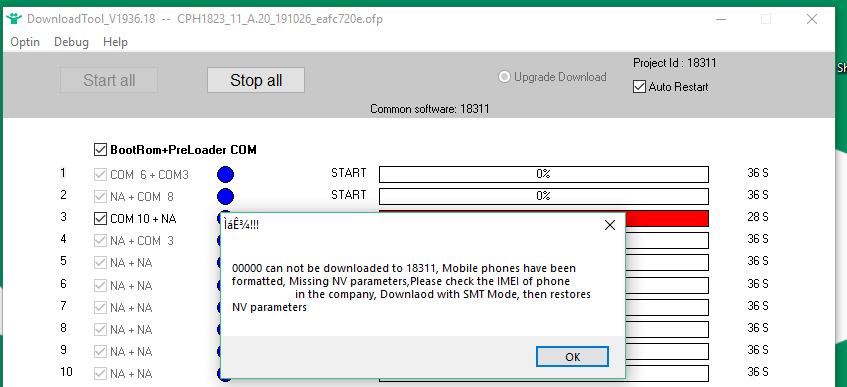 DownloadTool_V1936.18 -- CPH1823_11_A.20_191026_eafc720e.ofp
Optin Debug Help
Start all Stop all Upgrade Download Project Id : 18311
Auto Restart
Common software: 18311
BootRom+PreLoader COM
1 COM 6 + COM3 START 0% 36 S
2 NA + COM 8 START 0% 36 S
3 COM 10 + NA 28 S
4 NA + COM 3 36 S
5 NA + NA 36 S
6 NA + NA 36 S
7 NA + NA 36 S
8 NA + NA 36 S
9 NA + NA 36 S
10 NA + NA 36 S
ÌáÊ¾!!!
00000 can not be downloaded to 18311, Mobile phones have been
formatted, Missing NV parameters,Please check the IMEI of phone
in the company, Downlaod with SMT Mode, then restores
NV parameters
OK